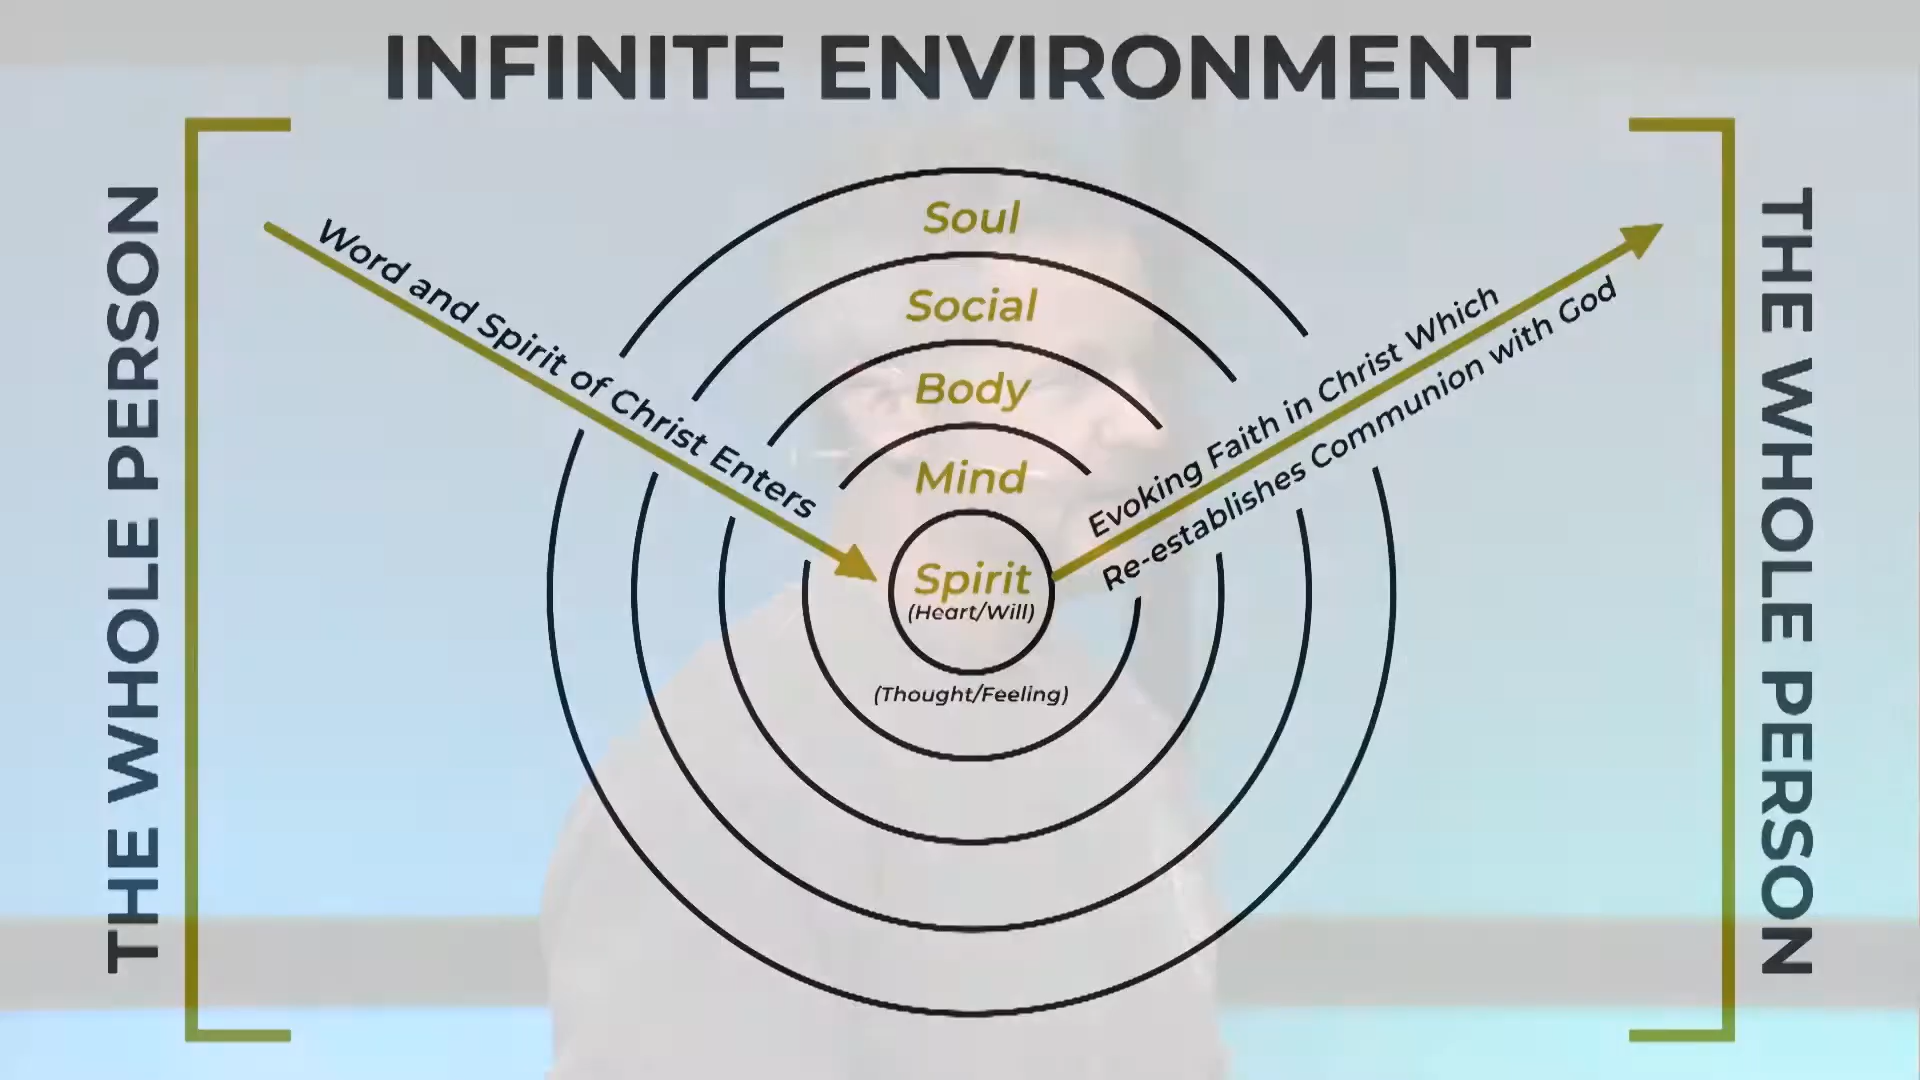 INFINITE ENVIRONMENT
THE WHOLE PERSON
Word and Spirit of Christ Enters
Soul
Social
Body
Mind
Spirit
(Heart/Will)
(Thought/Feeling)
Evoking Faith in Christ Which
Re-establishes Communion with God
THE WHOLE PERSON